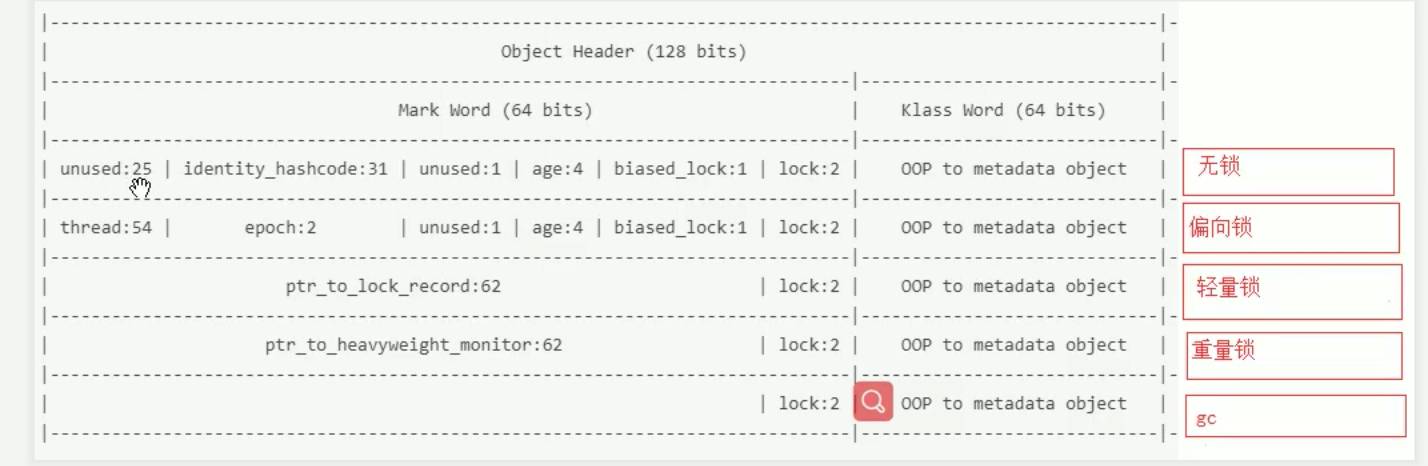 Object Header (128 bits)
Mark Word (64 bits) | Klass Word (64 bits)
unused:25 | identity_hashcode:31 | unused:1 | age:4 | biased_lock:1 | lock:2 | OOP to metadata object | 无锁
thread:54 | epoch:2 | unused:1 | age:4 | biased_lock:1 | lock:2 | OOP to metadata object | 偏向锁
ptr_to_lock_record:62 | lock:2 | OOP to metadata object | 轻量锁
ptr_to_heavyweight_monitor:62 | lock:2 | OOP to metadata object | 重量锁
| lock:2 | OOP to metadata object | gc